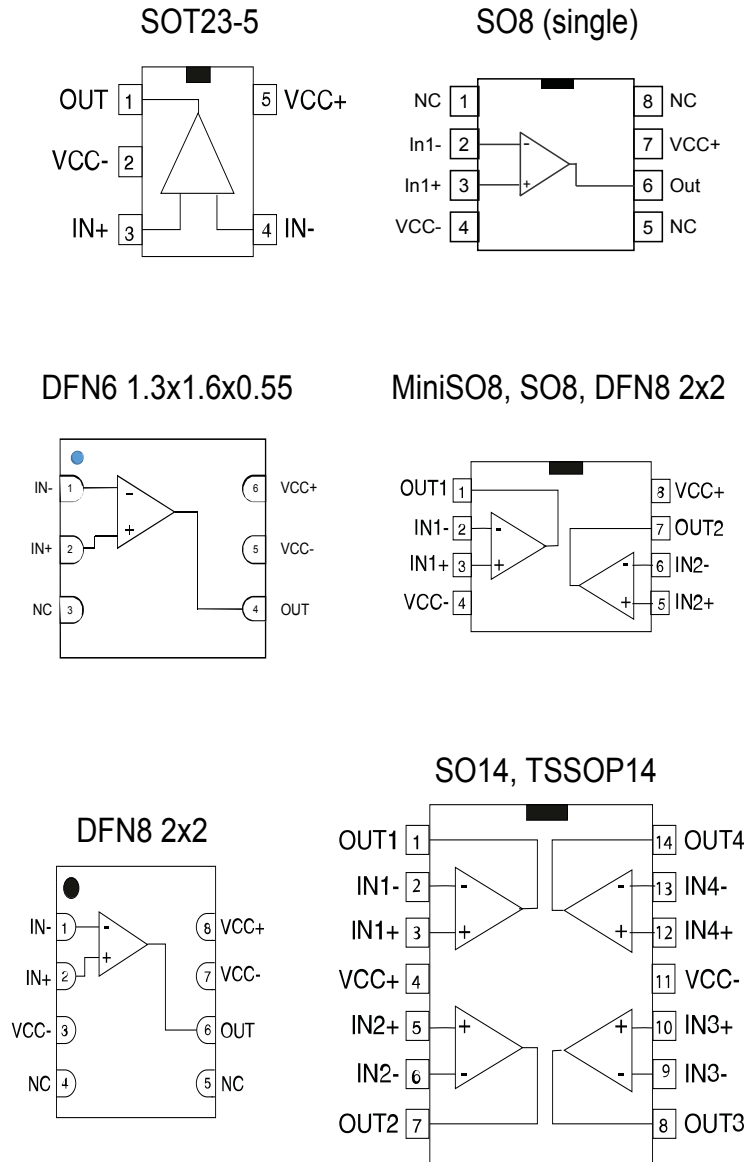 SOT23-5
OUT 1 5 VCC+
VCC- 2
IN+ 3 4 IN-
SO8 (single)
NC 1 8 NC
In1- 2 - 7 VCC+
In1+ 3 + 6 Out
VCC- 4 5 NC
DFN6 1.3x1.6x0.55
IN- 1 - 6 VCC+
IN+ 2 + 5 VCC-
NC 3 4 OUT
MiniSO8, SO8, DFN8 2x2
OUT1 1 8 VCC+
IN1- 2 - 7 OUT2
IN1+ 3 + - 6 IN2-
VCC- 4 + 5 IN2+
DFN8 2x2
IN- 1 - 8 VCC+
IN+ 2 + 7 VCC-
VCC- 3 6 OUT
NC 4 5 NC
SO14, TSSOP14
OUT1 1 14 OUT4
IN1- 2 - - 13 IN4-
IN1+ 3 + + 12 IN4+
VCC+ 4 11 VCC-
IN2+ 5 + + 10 IN3+
IN2- 6 - - 9 IN3-
OUT2 7 8 OUT3